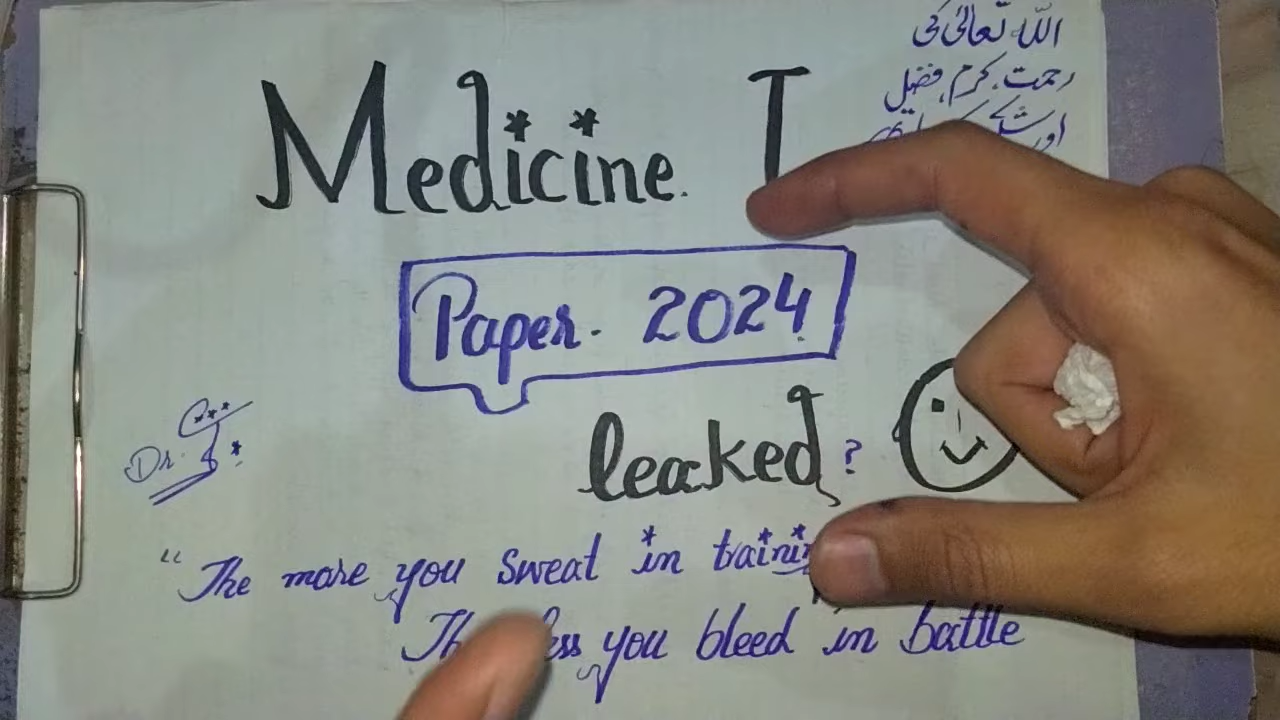 اللہ تعالیٰ کی
رحمت، کرم، فضل
اور
Medicine I
Paper. 2024
leaked ?
Dr.
"The more you sweat in
you bleed in battle